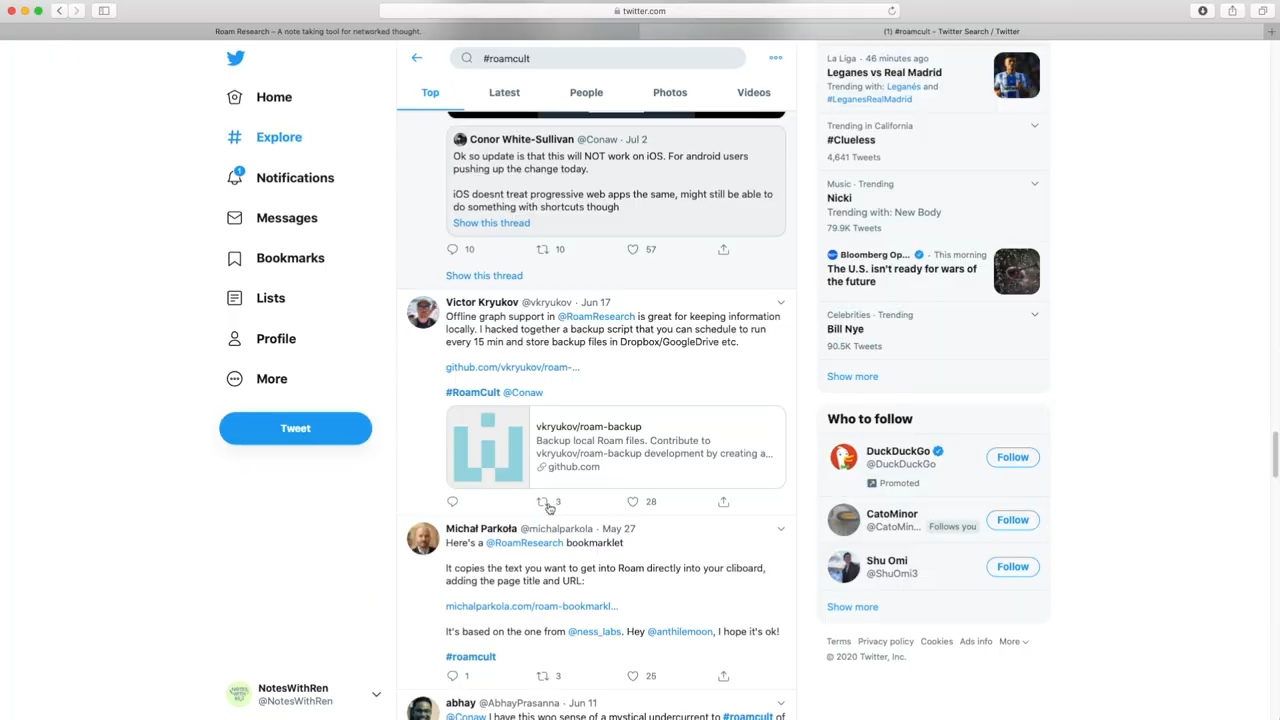 twitter.com
Roam Research – A note taking tool for networked thought.
(1) #roamcult - Twitter Search / Twitter
Home
Explore
1
Notifications
Messages
Bookmarks
Lists
Profile
More
Tweet
NotesWithRen
@NotesWithRen
#roamcult
Top
Latest
People
Photos
Videos
Conor White-Sullivan @Conaw · Jul 2
Ok so update is that this will NOT work on iOS. For android users
pushing up the change today.
iOS doesnt treat progressive web apps the same, might still be able to
do something with shortcuts though
Show this thread
10
10
57
Show this thread
Victor Kryukov @vkryukov · Jun 17
Offline graph support in @RoamResearch is great for keeping information
locally. I hacked together a backup script that you can schedule to run
every 15 min and store backup files in Dropbox/GoogleDrive etc.
github.com/vkryukov/roam-...
#RoamCult @Conaw
vkryukov/roam-backup
Backup local Roam files. Contribute to
vkryukov/roam-backup development by creating a...
github.com
3
28
Michał Parkoła @michalparkola · May 27
Here's a @RoamResearch bookmarklet
It copies the text you want to get into Roam directly into your cliboard,
adding the page title and URL:
michalparkola.com/roam-bookmarkl...
It's based on the one from @ness_labs. Hey @anthilemoon, I hope it's ok!
#roamcult
1
3
25
abhay @AbhayPrasanna · Jun 11
@Conaw I have this woo sense of a mystical undercurrent to #roamcult of
La Liga · 46 minutes ago
Leganes vs Real Madrid
Trending with: Leganés and
#LeganesRealMadrid
Trending in California
#Clueless
4,641 Tweets
Music · Trending
Nicki
Trending with: New Body
79.9K Tweets
Bloomberg Op... · This morning
The U.S. isn't ready for wars of
the future
Celebrities · Trending
Bill Nye
90.5K Tweets
Show more
Who to follow
DuckDuckGo
@DuckDuckGo
Follow
Promoted
CatoMinor
@CatoMin... Follows you
Follow
Shu Omi
@ShuOmi3
Follow
Show more
Terms Privacy policy Cookies Ads info More
© 2020 Twitter, Inc.